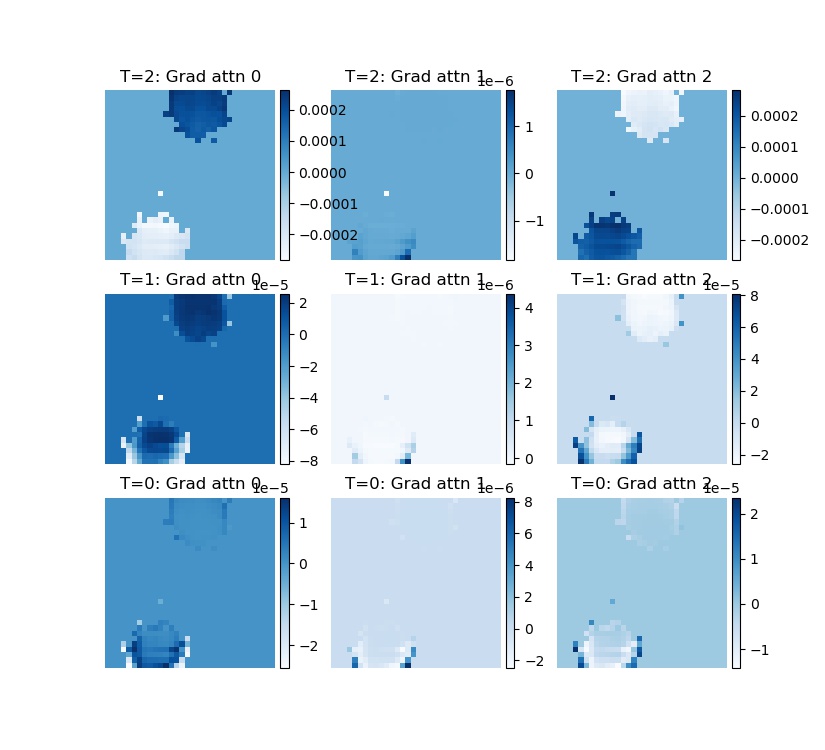 T=2: Grad attn 0
T=2: Grad attn 1
1e−6
T=2: Grad attn 2
0.0002
0.0001
0.0000
−0.0001
−0.0002
1
0
−1
0.0002
0.0001
0.0000
−0.0001
−0.0002
T=1: Grad attn 0
1e−5
T=1: Grad attn 1
1e−6
T=1: Grad attn 2
1e−5
2
0
−2
−4
−6
−8
4
3
2
1
0
8
6
4
2
0
−2
T=0: Grad attn 0
1e−5
T=0: Grad attn 1
1e−6
T=0: Grad attn 2
1e−5
1
0
−1
−2
8
6
4
2
0
−2
2
1
0
−1